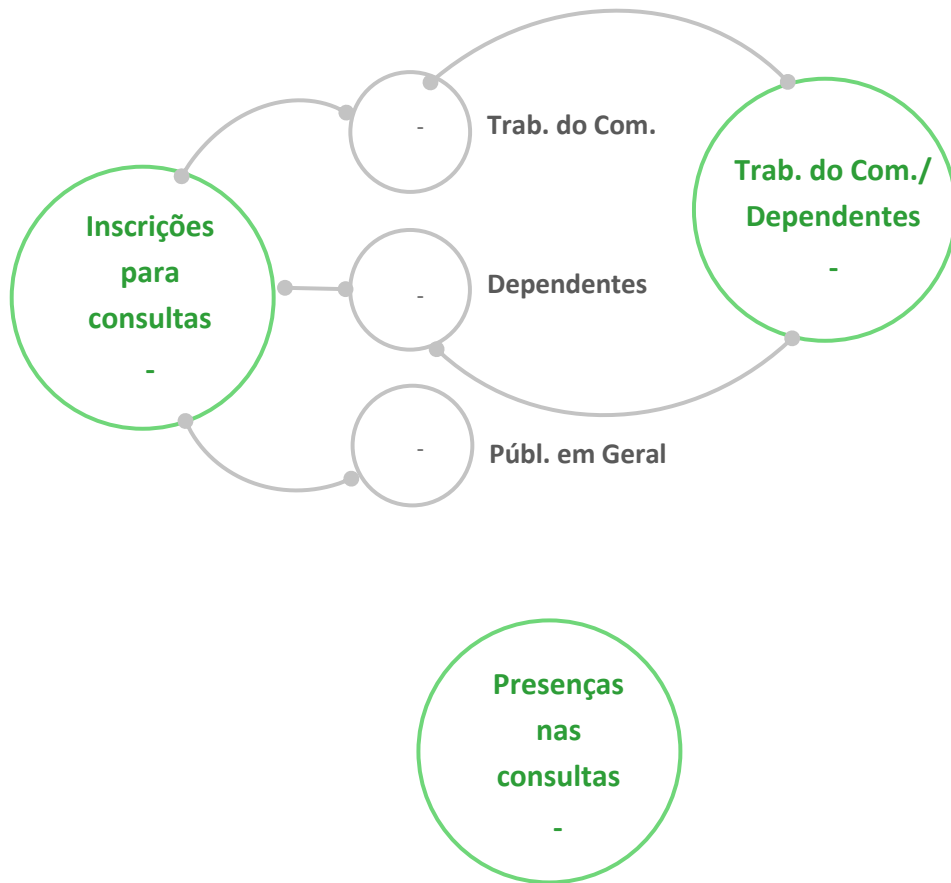 Inscrições
para
consultas
-
-
Trab. do Com.
-
Dependentes
-
Públ. em Geral
Trab. do Com./
Dependentes
-
Presenças
nas
consultas
-